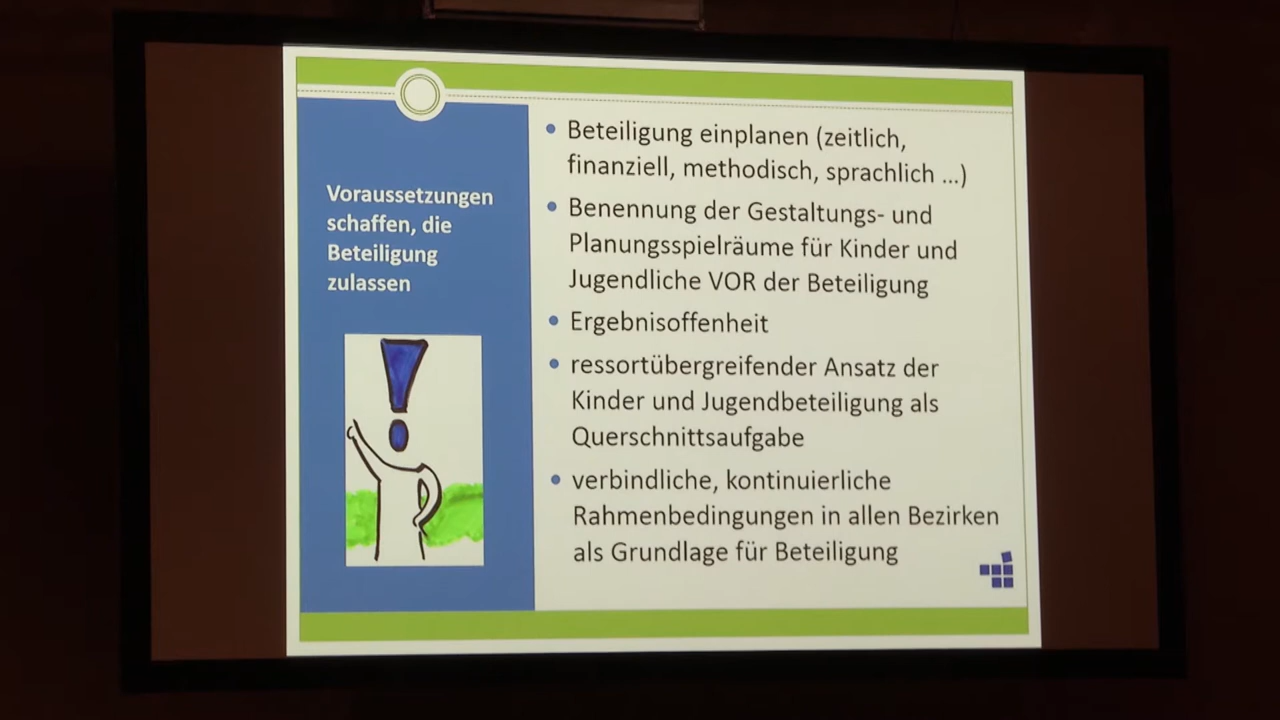 Voraussetzungen
schaffen, die
Beteiligung
zulassen
• Beteiligung einplanen (zeitlich,
finanziell, methodisch, sprachlich ...)
• Benennung der Gestaltungs- und
Planungsspielräume für Kinder und
Jugendliche VOR der Beteiligung
• Ergebnisoffenheit
• ressortübergreifender Ansatz der
Kinder und Jugendbeteiligung als
Querschnittsaufgabe
• verbindliche, kontinuierliche
Rahmenbedingungen in allen Bezirken
als Grundlage für Beteiligung